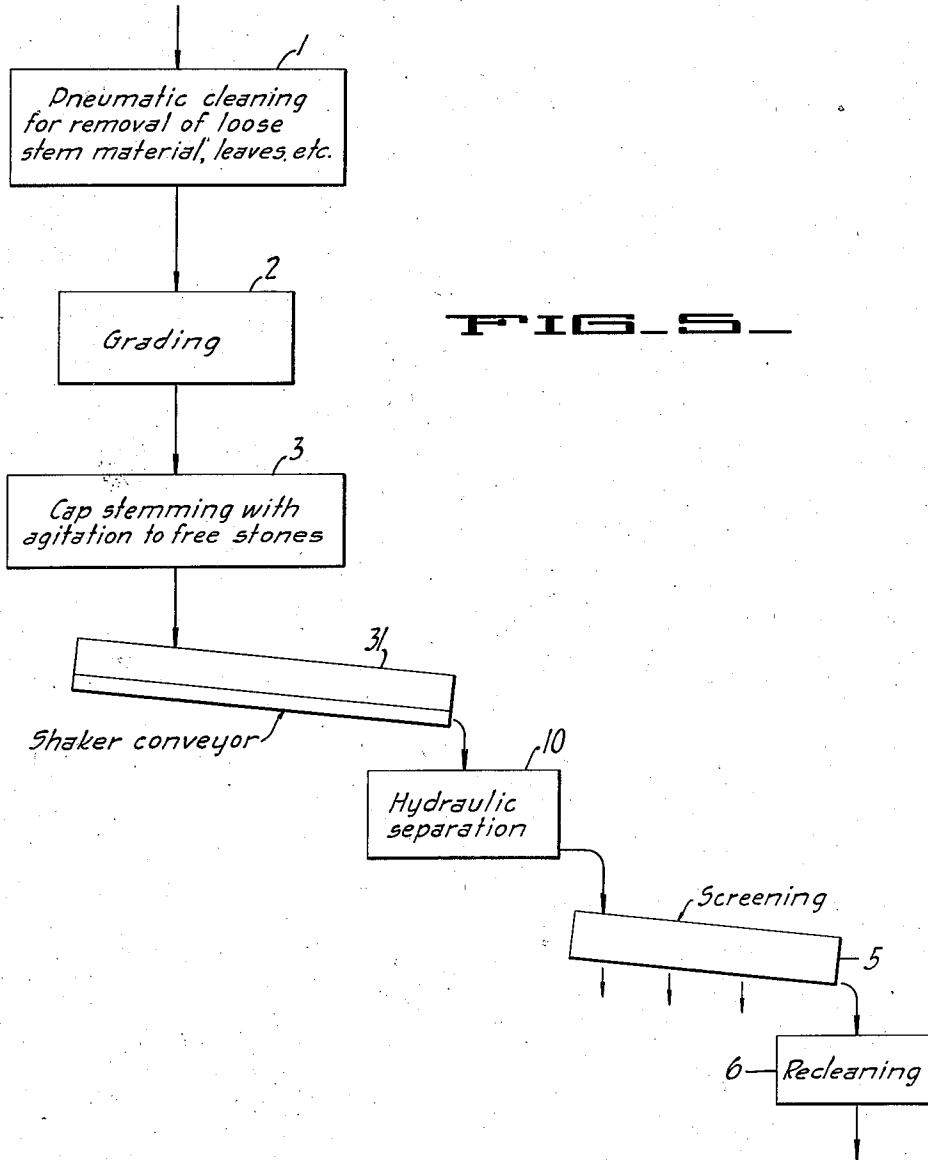 1
Pneumatic cleaning
for removal of loose
stem material, leaves, etc.
2
Grading
FIG_5_
3
Cap stemming with
agitation to free stones
31
Shaker conveyor
10
Hydraulic
separation
Screening
5
6
Recleaning